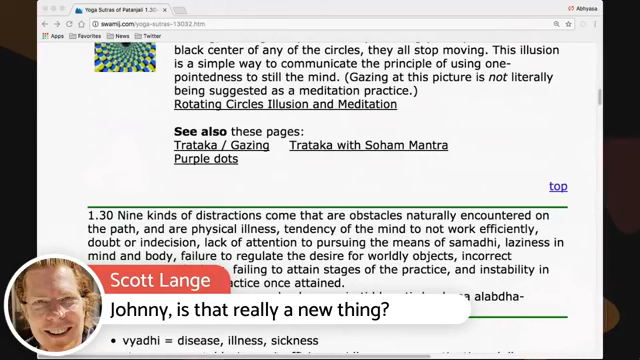 Yoga Sutras of Patanjali 1.30-
Abhyasa
swamij.com/yoga-sutras-13032.htm
Apps Favorites News
black center of any of the circles, they all stop moving. This illusion
is a simple way to communicate the principle of using one-
pointedness to still the mind. (Gazing at this picture is not literally
being suggested as a meditation practice.)
Rotating Circles Illusion and Meditation
See also these pages:
Trataka / Gazing Trataka with Soham Mantra
Purple dots
top
1.30 Nine kinds of distractions come that are obstacles naturally encountered on
the path, and are physical illness, tendency of the mind to not work efficiently,
doubt or indecision, lack of attention to pursuing the means of samadhi, laziness in
mind and body, failure to regulate the desire for worldly objects, incorrect
failing to attain stages of the practice, and instability in
practice once attained.
alabdha-
Scott Lange
Johnny, is that really a new thing?
• vyadhi = disease, illness, sickness